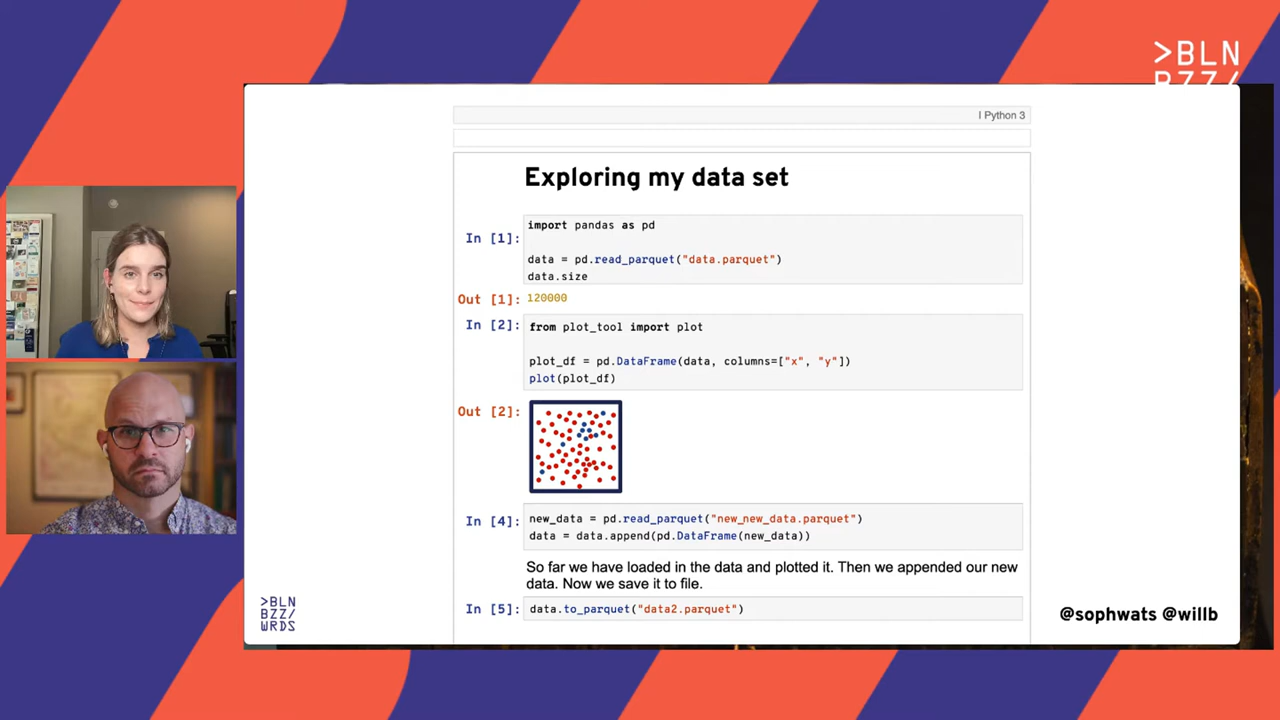 >BLN
BZZ/
I Python 3
Exploring my data set
In [1]:
import pandas as pd
data = pd.read_parquet("data.parquet")
data.size
Out [1]: 120000
In [2]:
from plot_tool import plot
plot_df = pd.DataFrame(data, columns=["x", "y"])
plot(plot_df)
Out [2]:
In [4]:
new_data = pd.read_parquet("new_new_data.parquet")
data = data.append(pd.DataFrame(new_data))
So far we have loaded in the data and plotted it. Then we appended our new
data. Now we save it to file.
In [5]: data.to_parquet("data2.parquet")
>BLN
BZZ/
WRDS
@sophwats @willb